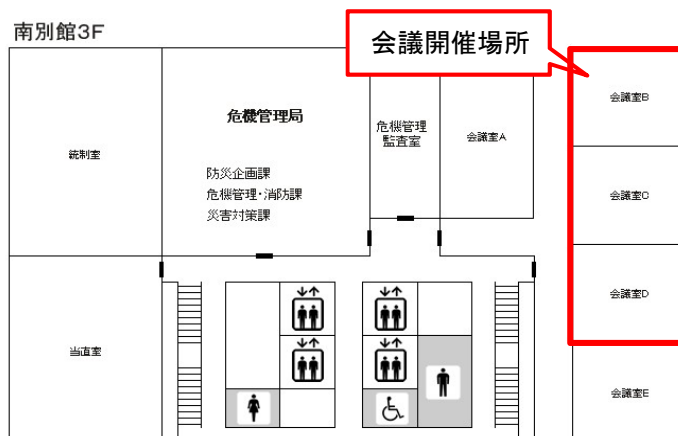 南別館3F
会議開催場所
統制室
危機管理局
防災企画課
危機管理・消防課
災害対策課
危機管理
監査室
会議室A
会議室B
会議室C
会議室D
当直室
会議室E